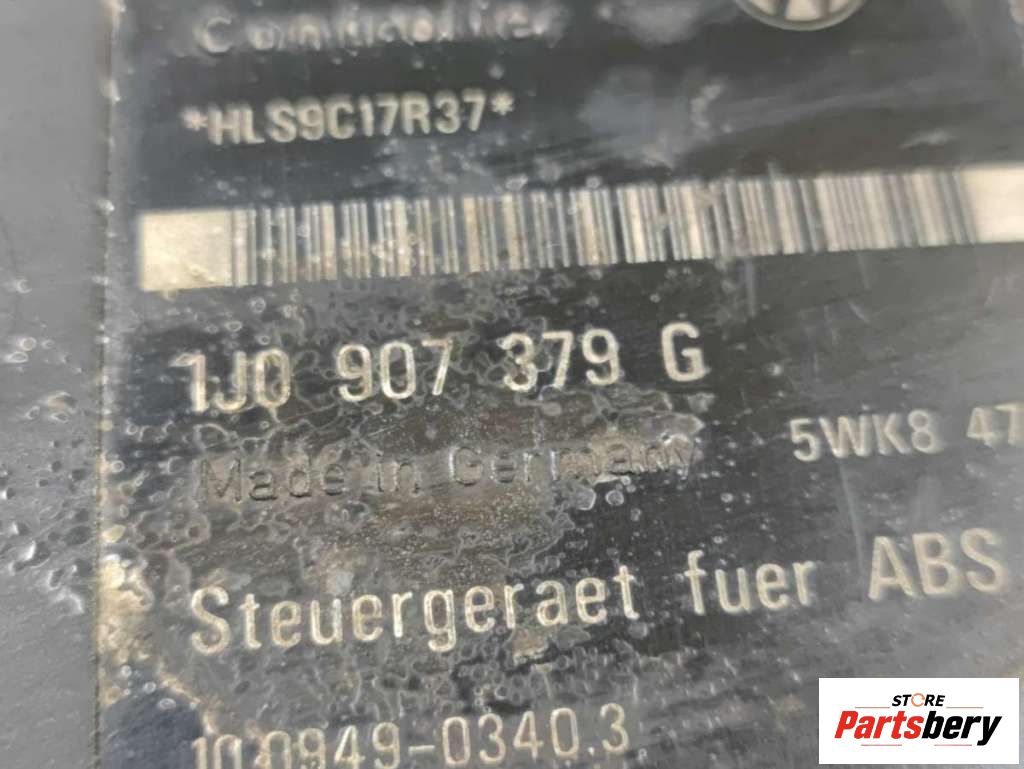 *HLS9C17R37*
1J0 907 379 G
Made in Germany
5WK8 47
Steuergeraet fuer ABS
10.0949-0340.3
STORE
Partsbery